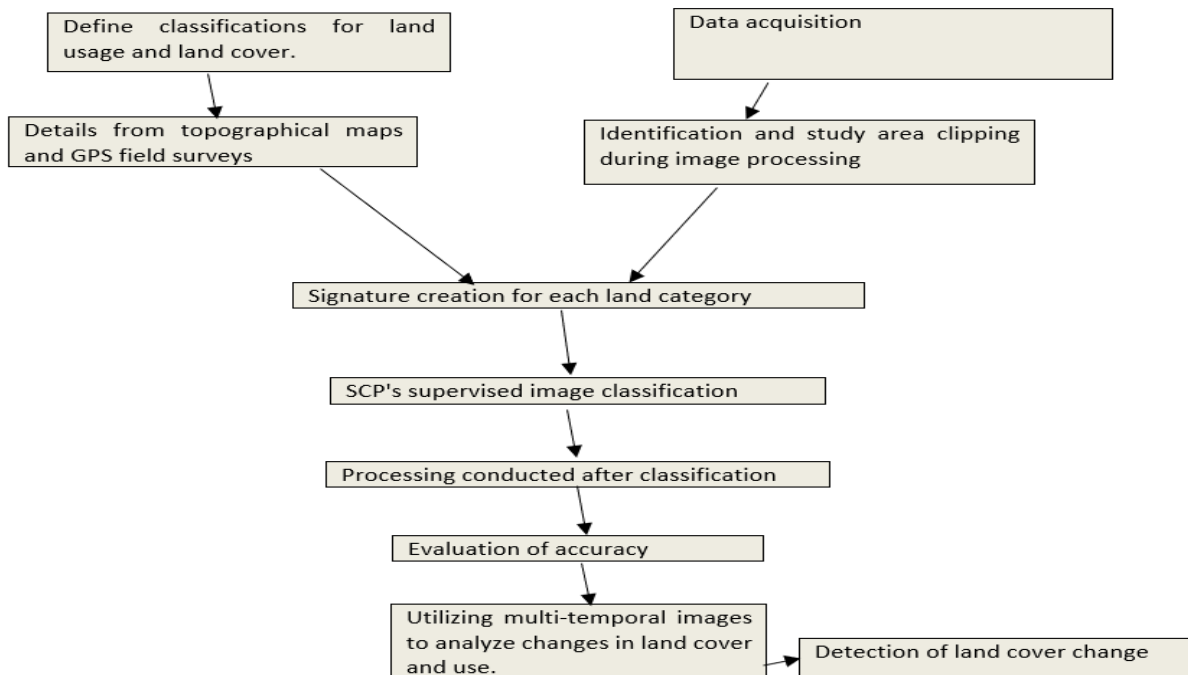 Define classifications for land
usage and land cover.
Data acquisition
Details from topographical maps
and GPS field surveys
Identification and study area clipping
during image processing
Signature creation for each land category
SCP's supervised image classification
Processing conducted after classification
Evaluation of accuracy
Utilizing multi-temporal images
to analyze changes in land cover
and use.
Detection of land cover change